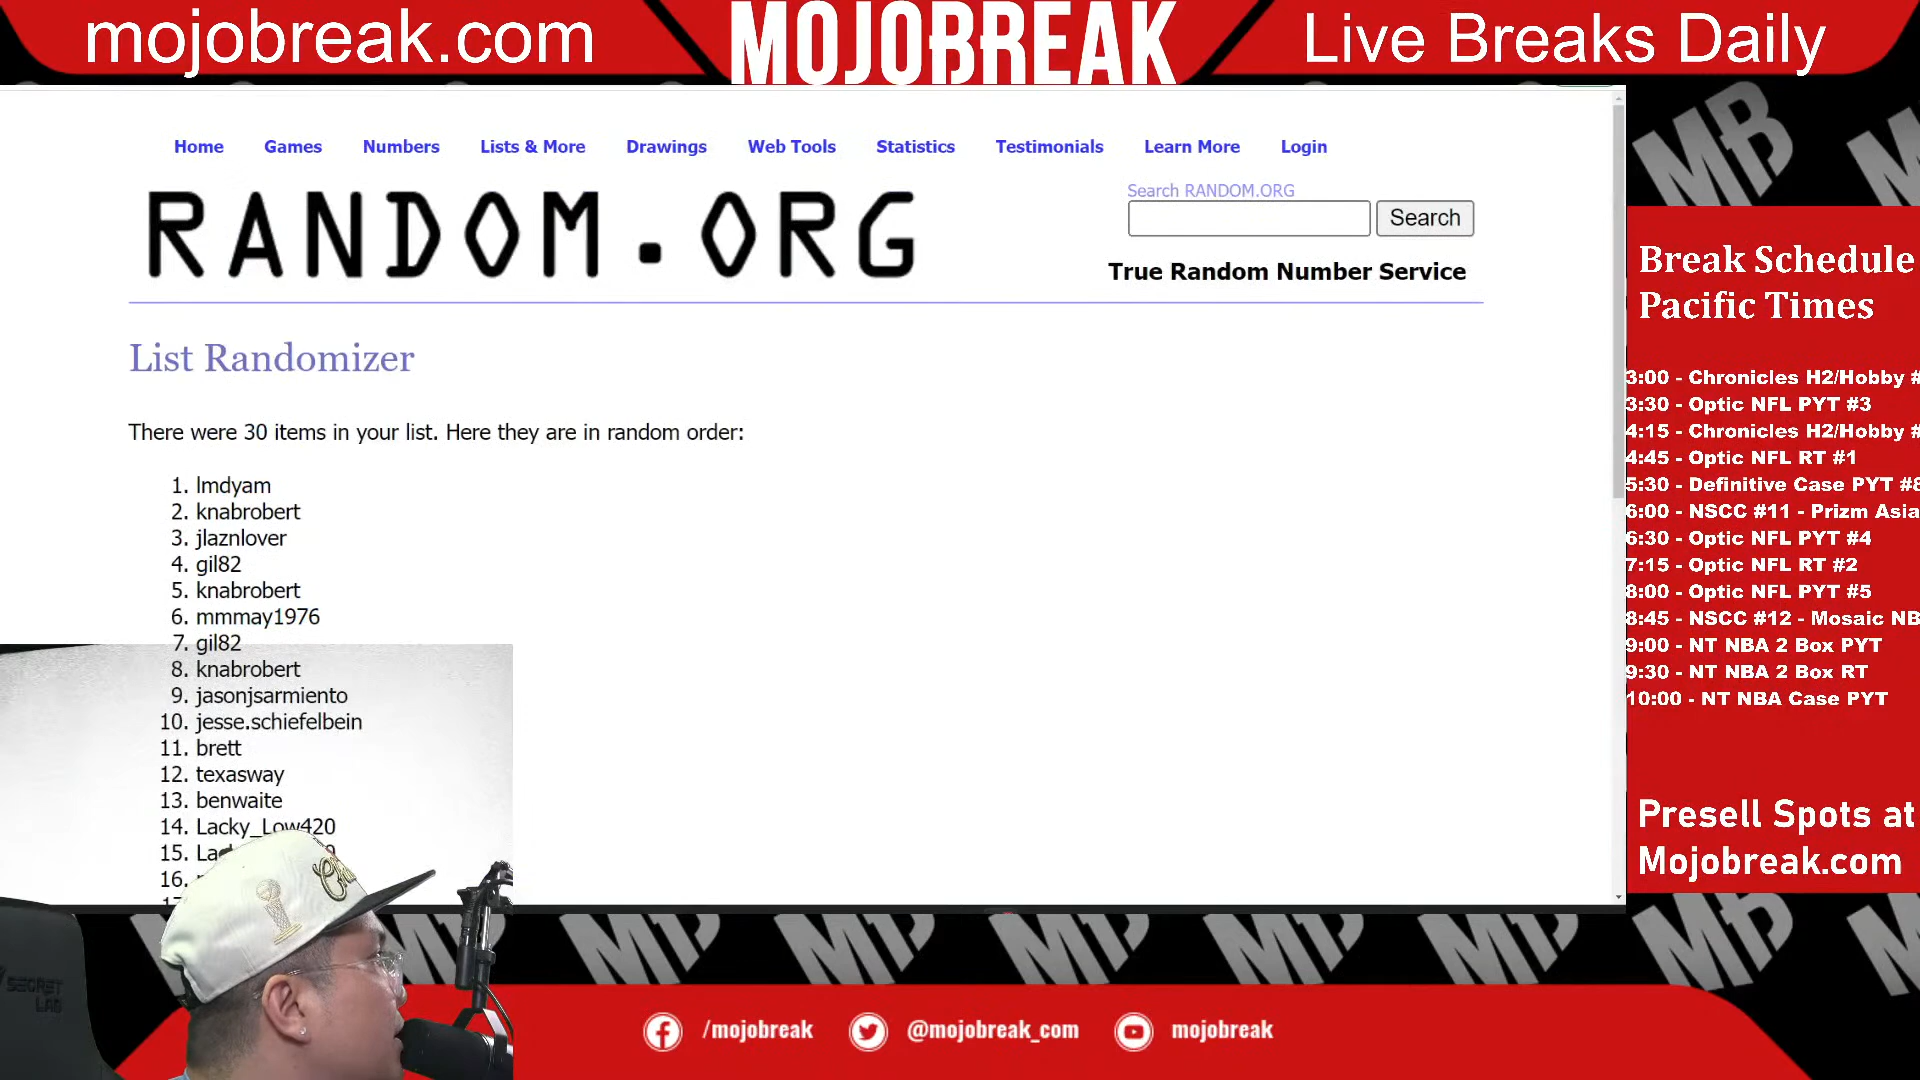 mojobreak.com
MOJOBREAK
Live Breaks Daily
Home Games Numbers Lists & More Drawings Web Tools Statistics Testimonials Learn More Login
RANDOM.ORG
Search RANDOM.ORG
Search
True Random Number Service
List Randomizer
There were 30 items in your list. Here they are in random order:
1. lmdyam
2. knabrobert
3. jlaznlover
4. gil82
5. knabrobert
6. mmmay1976
7. gil82
8. knabrobert
9. jasonjsarmiento
10. jesse.schiefelbein
11. brett
12. texasway
13. benwaite
14. Lacky_Low420
15.
16.
Break Schedule
Pacific Times
3:00 - Chronicles H2/Hobby #
3:30 - Optic NFL PYT #3
4:15 - Chronicles H2/Hobby #
4:45 - Optic NFL RT #1
5:30 - Definitive Case PYT #8
6:00 - NSCC #11 - Prizm Asia
6:30 - Optic NFL PYT #4
7:15 - Optic NFL RT #2
8:00 - Optic NFL PYT #5
8:45 - NSCC #12 - Mosaic NB
9:00 - NT NBA 2 Box PYT
9:30 - NT NBA 2 Box RT
10:00 - NT NBA Case PYT
Presell Spots at
Mojobreak.com
MB
SECRET
LAB
/mojobreak
@mojobreak_com
mojobreak